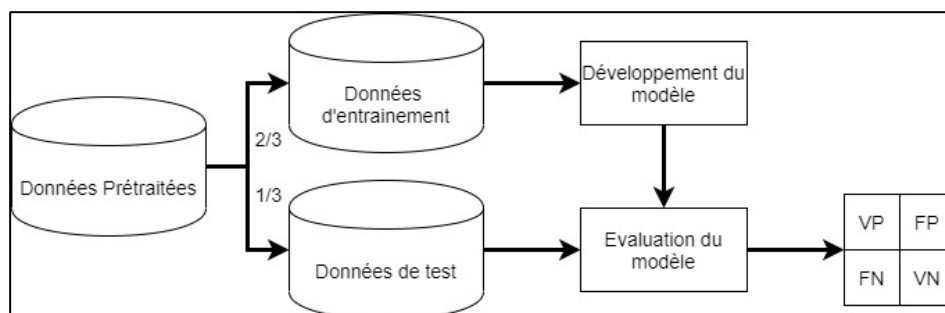 Données Prétraitées
2/3
1/3
Données
d'entrainement
Données de test
Développement du
modèle
Evaluation du
modèle
VP FP
FN VN